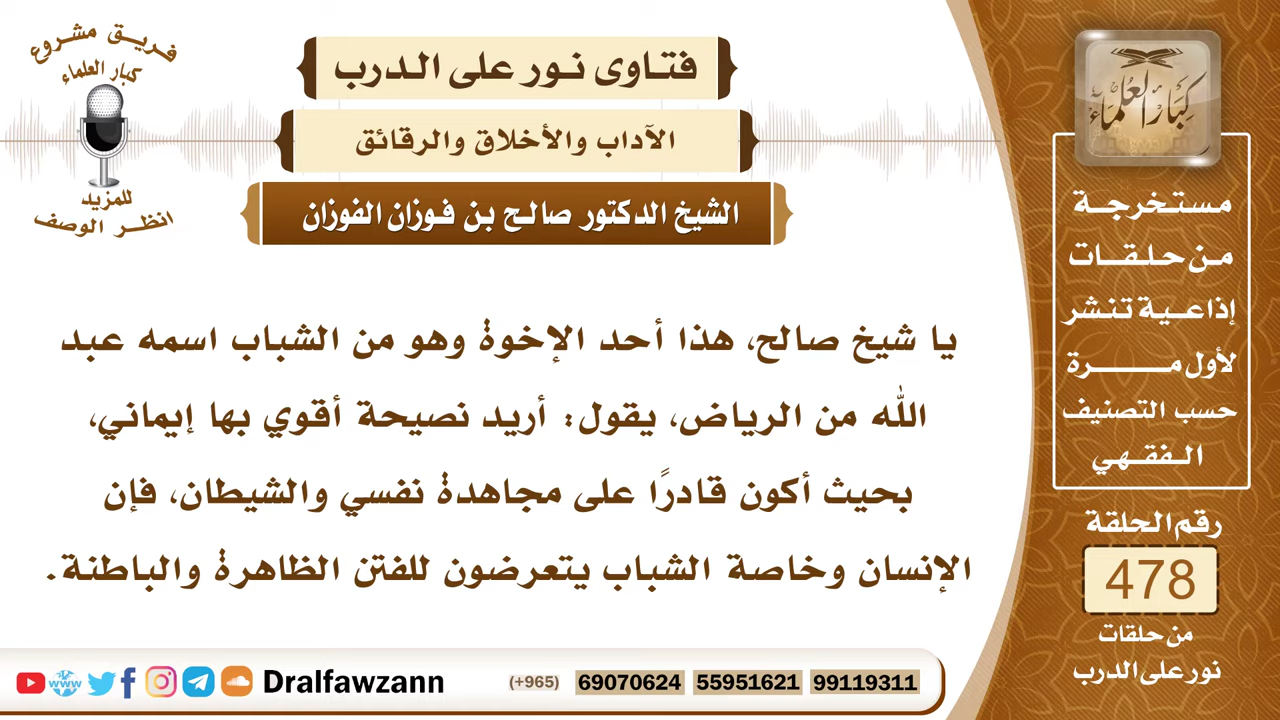 فريق مشروع
كبار العلماء
للمزيد
انظر الوصف
فتاوى نور على الدرب
الآداب والأخلاق والرقائق
الشيخ الدكتور صالح بن فوزان الفوزان
يا شيخ صالح، هذا أحد الإخوة وهو من الشباب اسمه عبد
الله من الرياض، يقول: أريد نصيحة أقوي بها إيماني،
بحيث أكون قادرًا على مجاهدة نفسي والشيطان، فإن
الإنسان وخاصة الشباب يتعرضون للفتن الظاهرة والباطنة.
كبار العلماء
مستخرجة
من حلقات
إذاعية تنشر
لأول مرة
حسب التصنيف
الفقهي
رقم الحلقة
478
من حلقات
نور على الدرب
www
Dralfawzann
(+965) 69070624 55951621 99119311